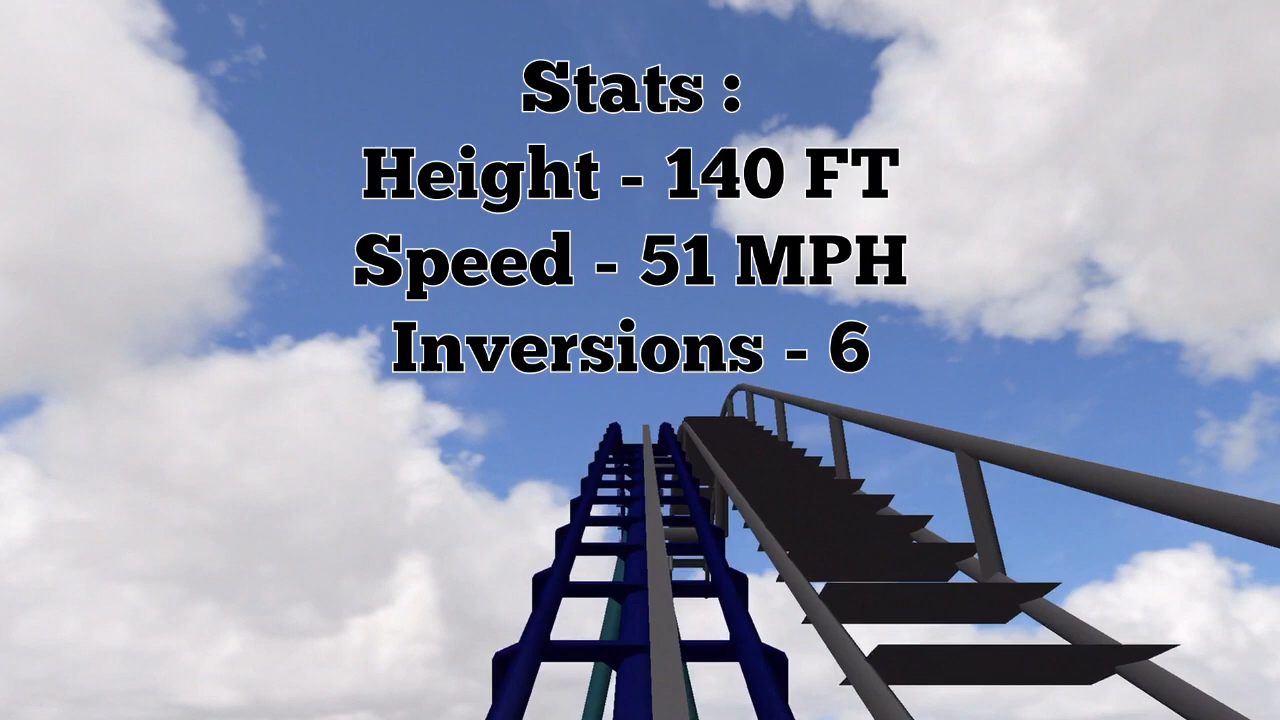 Stats :
Height - 140 FT
Speed - 51 MPH
Inversions - 6